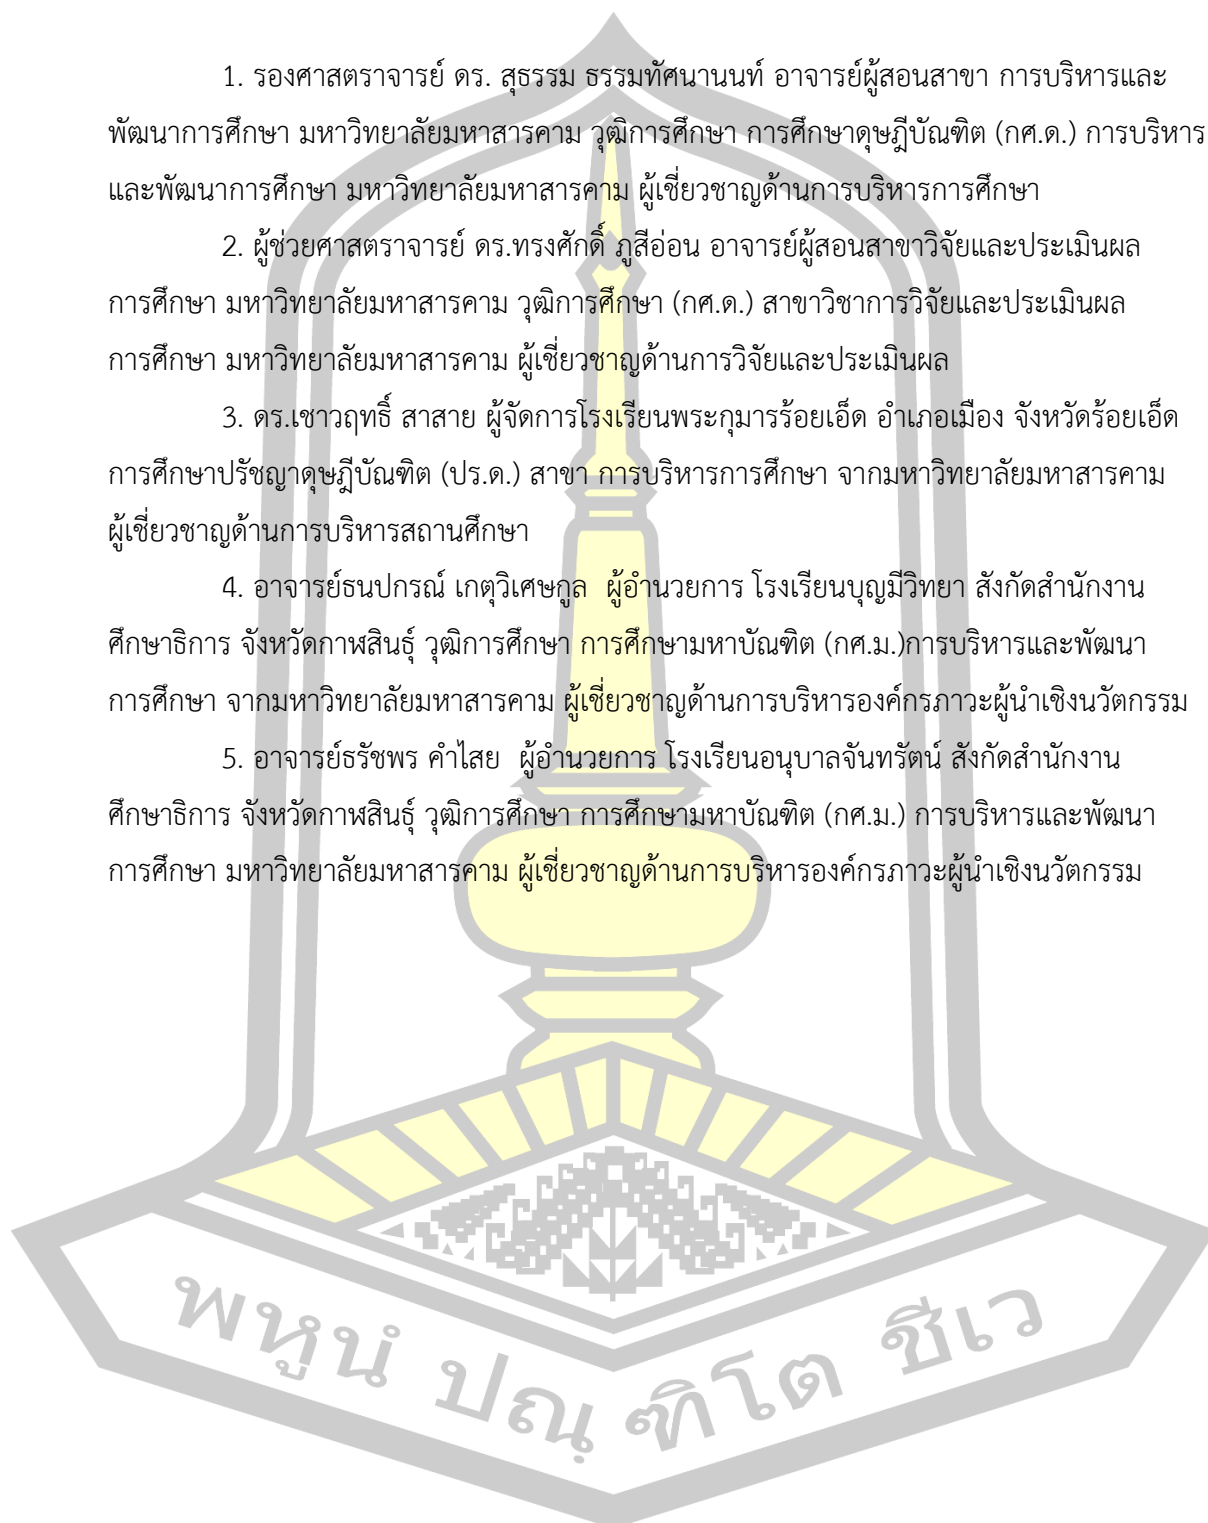 1. รองศาสตราจารย์ ดร. สุธรรม ธรรมทัศนานนท์ อาจารย์ผู้สอนสาขา การบริหารและ
พัฒนาการศึกษา มหาวิทยาลัยมหาสารคาม วุฒิการศึกษา การศึกษาดุษฎีบัณฑิต (กศ.ด.) การบริหาร
และพัฒนาการศึกษา มหาวิทยาลัยมหาสารคาม ผู้เชี่ยวชาญด้านการบริหารการศึกษา
2. ผู้ช่วยศาสตราจารย์ ดร.ทรงศักดิ์ ภูสีอ่อน อาจารย์ผู้สอนสาขาวิจัยและประเมินผล
การศึกษา มหาวิทยาลัยมหาสารคาม วุฒิการศึกษา (กศ.ด.) สาขาวิชาการวิจัยและประเมินผล
การศึกษา มหาวิทยาลัยมหาสารคาม ผู้เชี่ยวชาญด้านการวิจัยและประเมินผล
3. ดร.เชาวฤทธิ์ สาสาย ผู้จัดการโรงเรียนพระกุมารร้อยเอ็ด อำเภอเมือง จังหวัดร้อยเอ็ด
การศึกษาปรัชญาดุษฎีบัณฑิต (ปร.ด.) สาขา การบริหารการศึกษา จากมหาวิทยาลัยมหาสารคาม
ผู้เชี่ยวชาญด้านการบริหารสถานศึกษา
4. อาจารย์ธนปกรณ์ เกตุวิเศษกูล  ผู้อำนวยการ โรงเรียนบุญมีวิทยา สังกัดสำนักงาน
ศึกษาธิการ จังหวัดกาฬสินธุ์ วุฒิการศึกษา การศึกษามหาบัณฑิต (กศ.ม.)การบริหารและพัฒนา
การศึกษา จากมหาวิทยาลัยมหาสารคาม ผู้เชี่ยวชาญด้านการบริหารองค์กรภาวะผู้นำเชิงนวัตกรรม
5. อาจารย์ธรัชพร คำไสย  ผู้อำนวยการ โรงเรียนอนุบาลจันทรัตน์ สังกัดสำนักงาน
ศึกษาธิการ จังหวัดกาฬสินธุ์ วุฒิการศึกษา การศึกษามหาบัณฑิต (กศ.ม.) การบริหารและพัฒนา
การศึกษา มหาวิทยาลัยมหาสารคาม ผู้เชี่ยวชาญด้านการบริหารองค์กรภาวะผู้นำเชิงนวัตกรรม
พหูนํ ปณฺ ฑิโต ชีเว